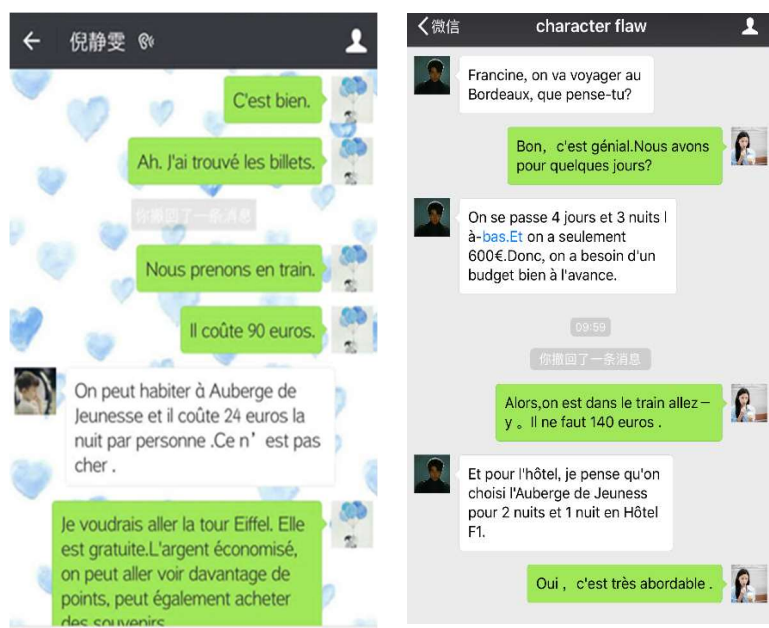 倪静雯
C'est bien.
Ah. J'ai trouvé les billets.
你撤回了一条消息
Nous prenons en train.
Il coûte 90 euros.
On peut habiter à Auberge de
Jeunesse et il coûte 24 euros la
nuit par personne .Ce n' est pas
cher .
Je voudrais aller la tour Eiffel. Elle
est gratuite.L'argent économisé,
on peut aller voir davantage de
points, peut également acheter
des souvenirs
微信
character flaw
Francine, on va voyager au
Bordeaux, que pense-tu?
Bon，c'est génial.Nous avons
pour quelques jours?
On se passe 4 jours et 3 nuits l
à-bas.Et on a seulement
600€.Donc, on a besoin d'un
budget bien à l'avance.
09:59
你撤回了一条消息
Alors,on est dans le train allez－
y 。Il ne faut 140 euros .
Et pour l'hôtel, je pense qu'on
choisi l'Auberge de Jeuness
pour 2 nuits et 1 nuit en Hôtel
F1.
Oui ，c'est très abordable .